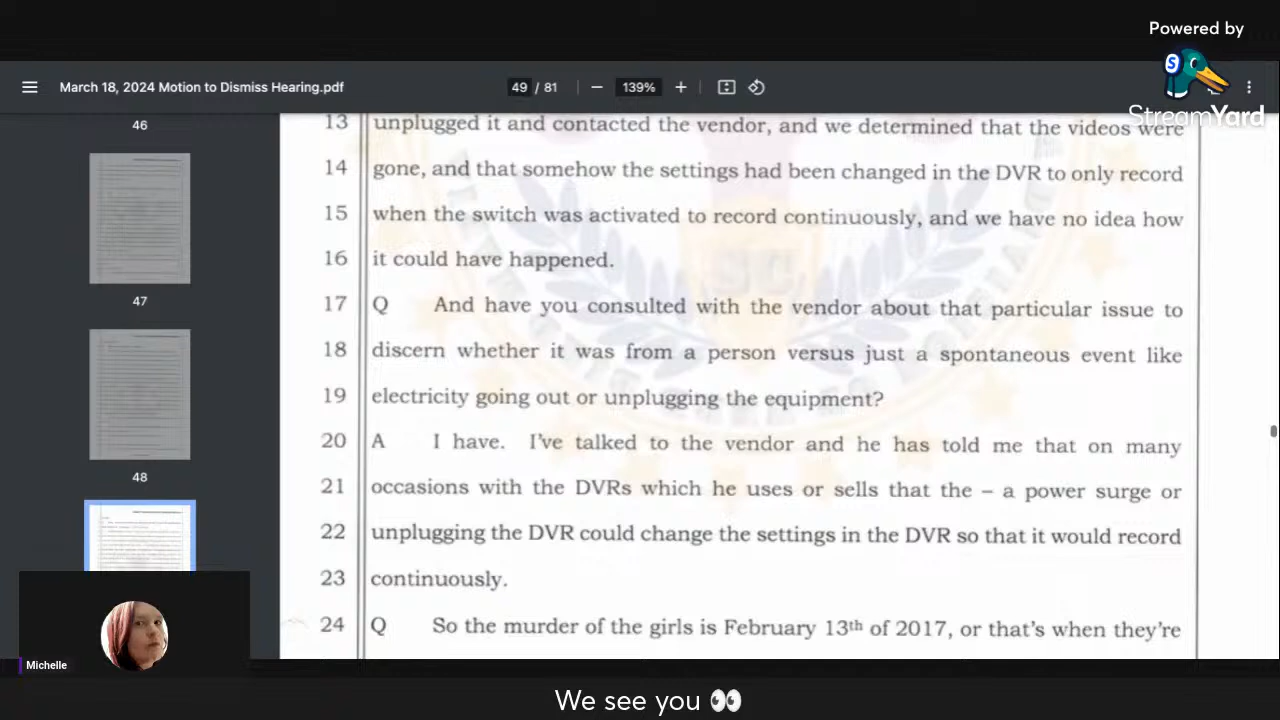 Powered by
StreamYard
March 18, 2024 Motion to Dismiss Hearing.pdf
49 / 81
139%
46
47
48
13 unplugged it and contacted the vendor, and we determined that the videos were
14 gone, and that somehow the settings had been changed in the DVR to only record
15 when the switch was activated to record continuously, and we have no idea how
16 it could have happened.
17 Q And have you consulted with the vendor about that particular issue to
18 discern whether it was from a person versus just a spontaneous event like
19 electricity going out or unplugging the equipment?
20 A I have. I've talked to the vendor and he has told me that on many
21 occasions with the DVRs which he uses or sells that the – a power surge or
22 unplugging the DVR could change the settings in the DVR so that it would record
23 continuously.
24 Q So the murder of the girls is February 13th of 2017, or that's when they're
Michelle
We see you 👀